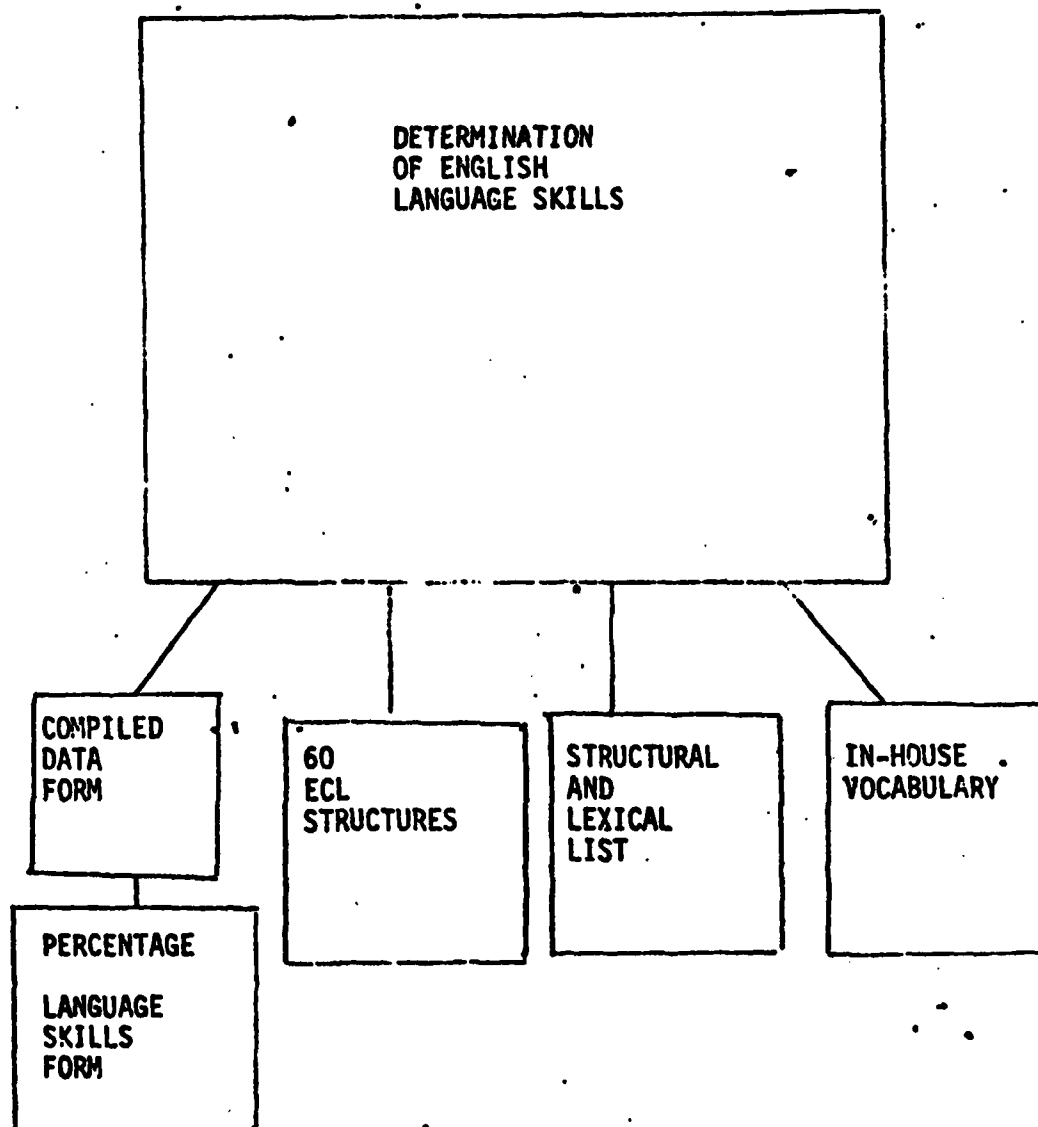 DETERMINATION
OF ENGLISH
LANGUAGE SKILLS
COMPILED
DATA
FORM
60
ECL
STRUCTURES
STRUCTURAL
AND
LEXICAL
LIST
IN-HOUSE
VOCABULARY
PERCENTAGE
LANGUAGE
SKILLS
FORM